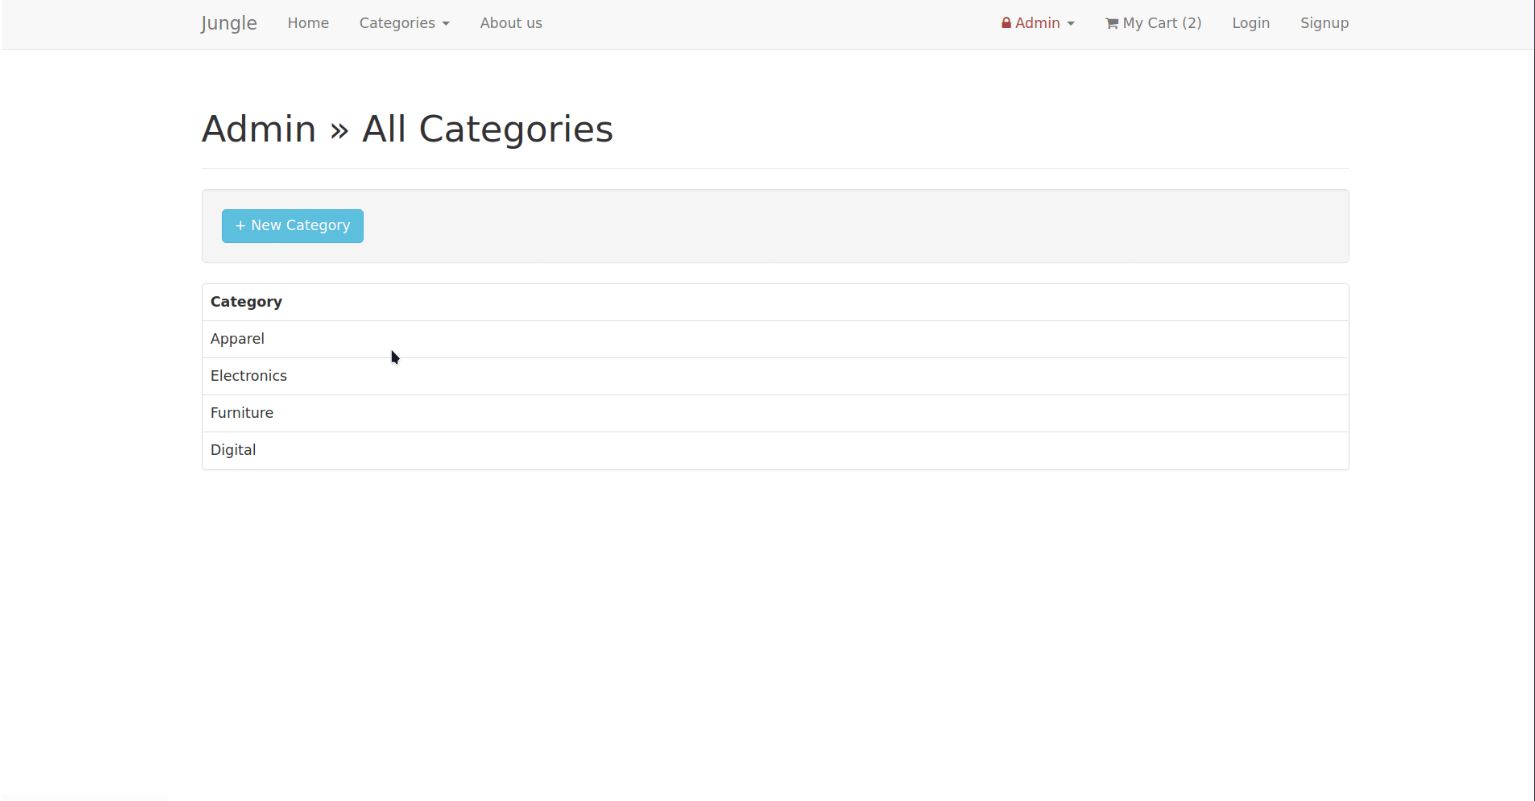 Jungle Home Categories About us Admin My Cart (2) Login Signup
Admin » All Categories
+ New Category
Category
Apparel
Electronics
Furniture
Digital